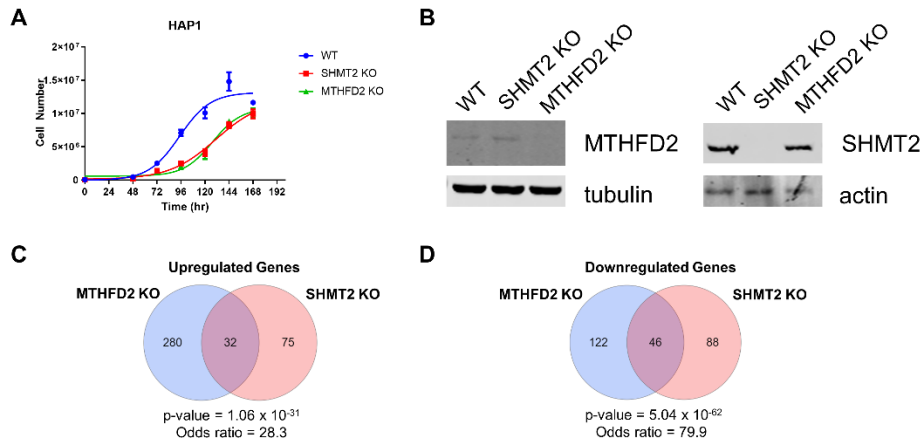 A
HAP1
2×10⁷
1.5×10⁷
1×10⁷
5×10⁶
0
Cell Number
0 24 48 72 96 120 144 168 192
Time (hr)
WT
SHMT2 KO
MTHFD2 KO
B
WT
SHMT2 KO
MTHFD2 KO
MTHFD2
tubulin
WT
SHMT2 KO
MTHFD2 KO
SHMT2
actin
C
Upregulated Genes
MTHFD2 KO
SHMT2 KO
280 32 75
p-value = 1.06 x 10⁻³¹
Odds ratio = 28.3
D
Downregulated Genes
MTHFD2 KO
SHMT2 KO
122 46 88
p-value = 5.04 x 10⁻⁶²
Odds ratio = 79.9